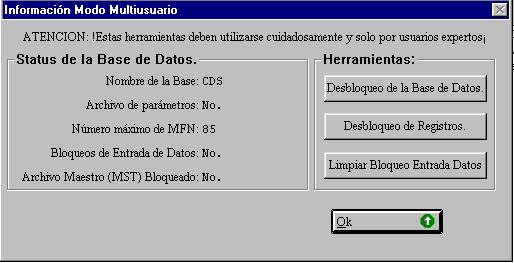 Información Modo Multiusuario
ATENCION: !Estas herramientas deben utilizarse cuidadosamente y solo por usuarios expertos¡
Status de la Base de Datos.
Nombre de la Base: CDS
Archivo de parámetros: No.
Número máximo de MFN: 85
Bloqueos de Entrada de Datos: No.
Archivo Maestro (MST) Bloqueado: No.
Herramientas:
Desbloqueo de la Base de Datos.
Desbloqueo de Registros.
Limpiar Bloqueo Entrada Datos
Ok